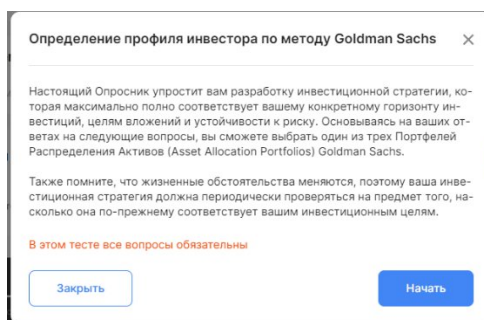 Определение профиля инвестора по методу Goldman Sachs
Настоящий Опросник упростит вам разработку инвестиционной стратегии, ко-
торая максимально полно соответствует вашему конкретному горизонту ин-
вестиций, целям вложений и устойчивости к риску. Основываясь на ваших от-
ветах на следующие вопросы, вы сможете выбрать один из трех Портфелей
Распределения Активов (Asset Allocation Portfolios) Goldman Sachs.
Также помните, что жизненные обстоятельства меняются, поэтому ваша инве-
стиционная стратегия должна периодически проверяться на предмет того, на-
сколько она по-прежнему соответствует вашим инвестиционным целям.
В этом тесте все вопросы обязательны
Закрыть
Начать